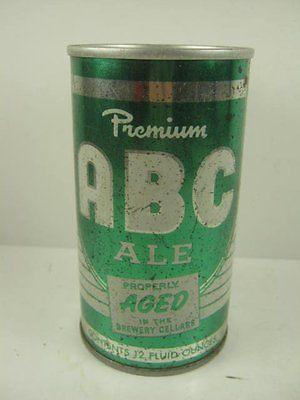 Premium
ABC
ALE
PROPERLY
AGED
IN THE
BREWERY CELLARS
CONTENTS 12 FLUID OUNCES